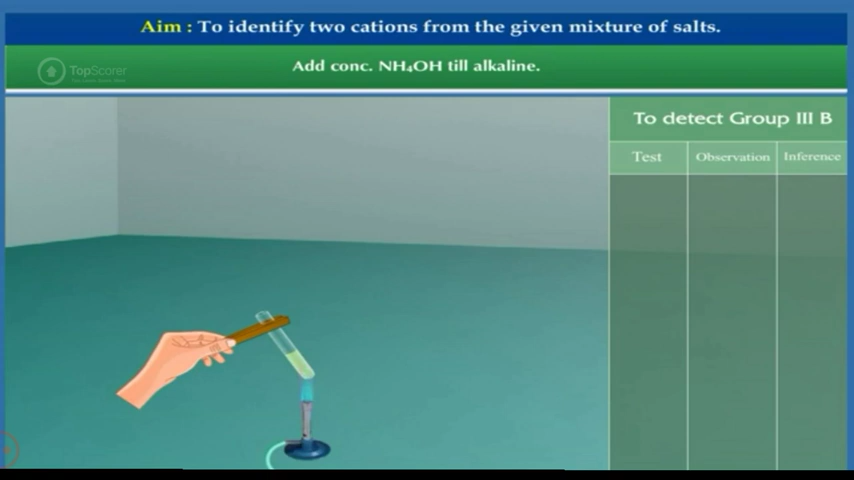 Aim : To identify two cations from the given mixture of salts.
TopScorer
Add conc. NH₄OH till alkaline.
To detect Group III B
Test Observation Inference